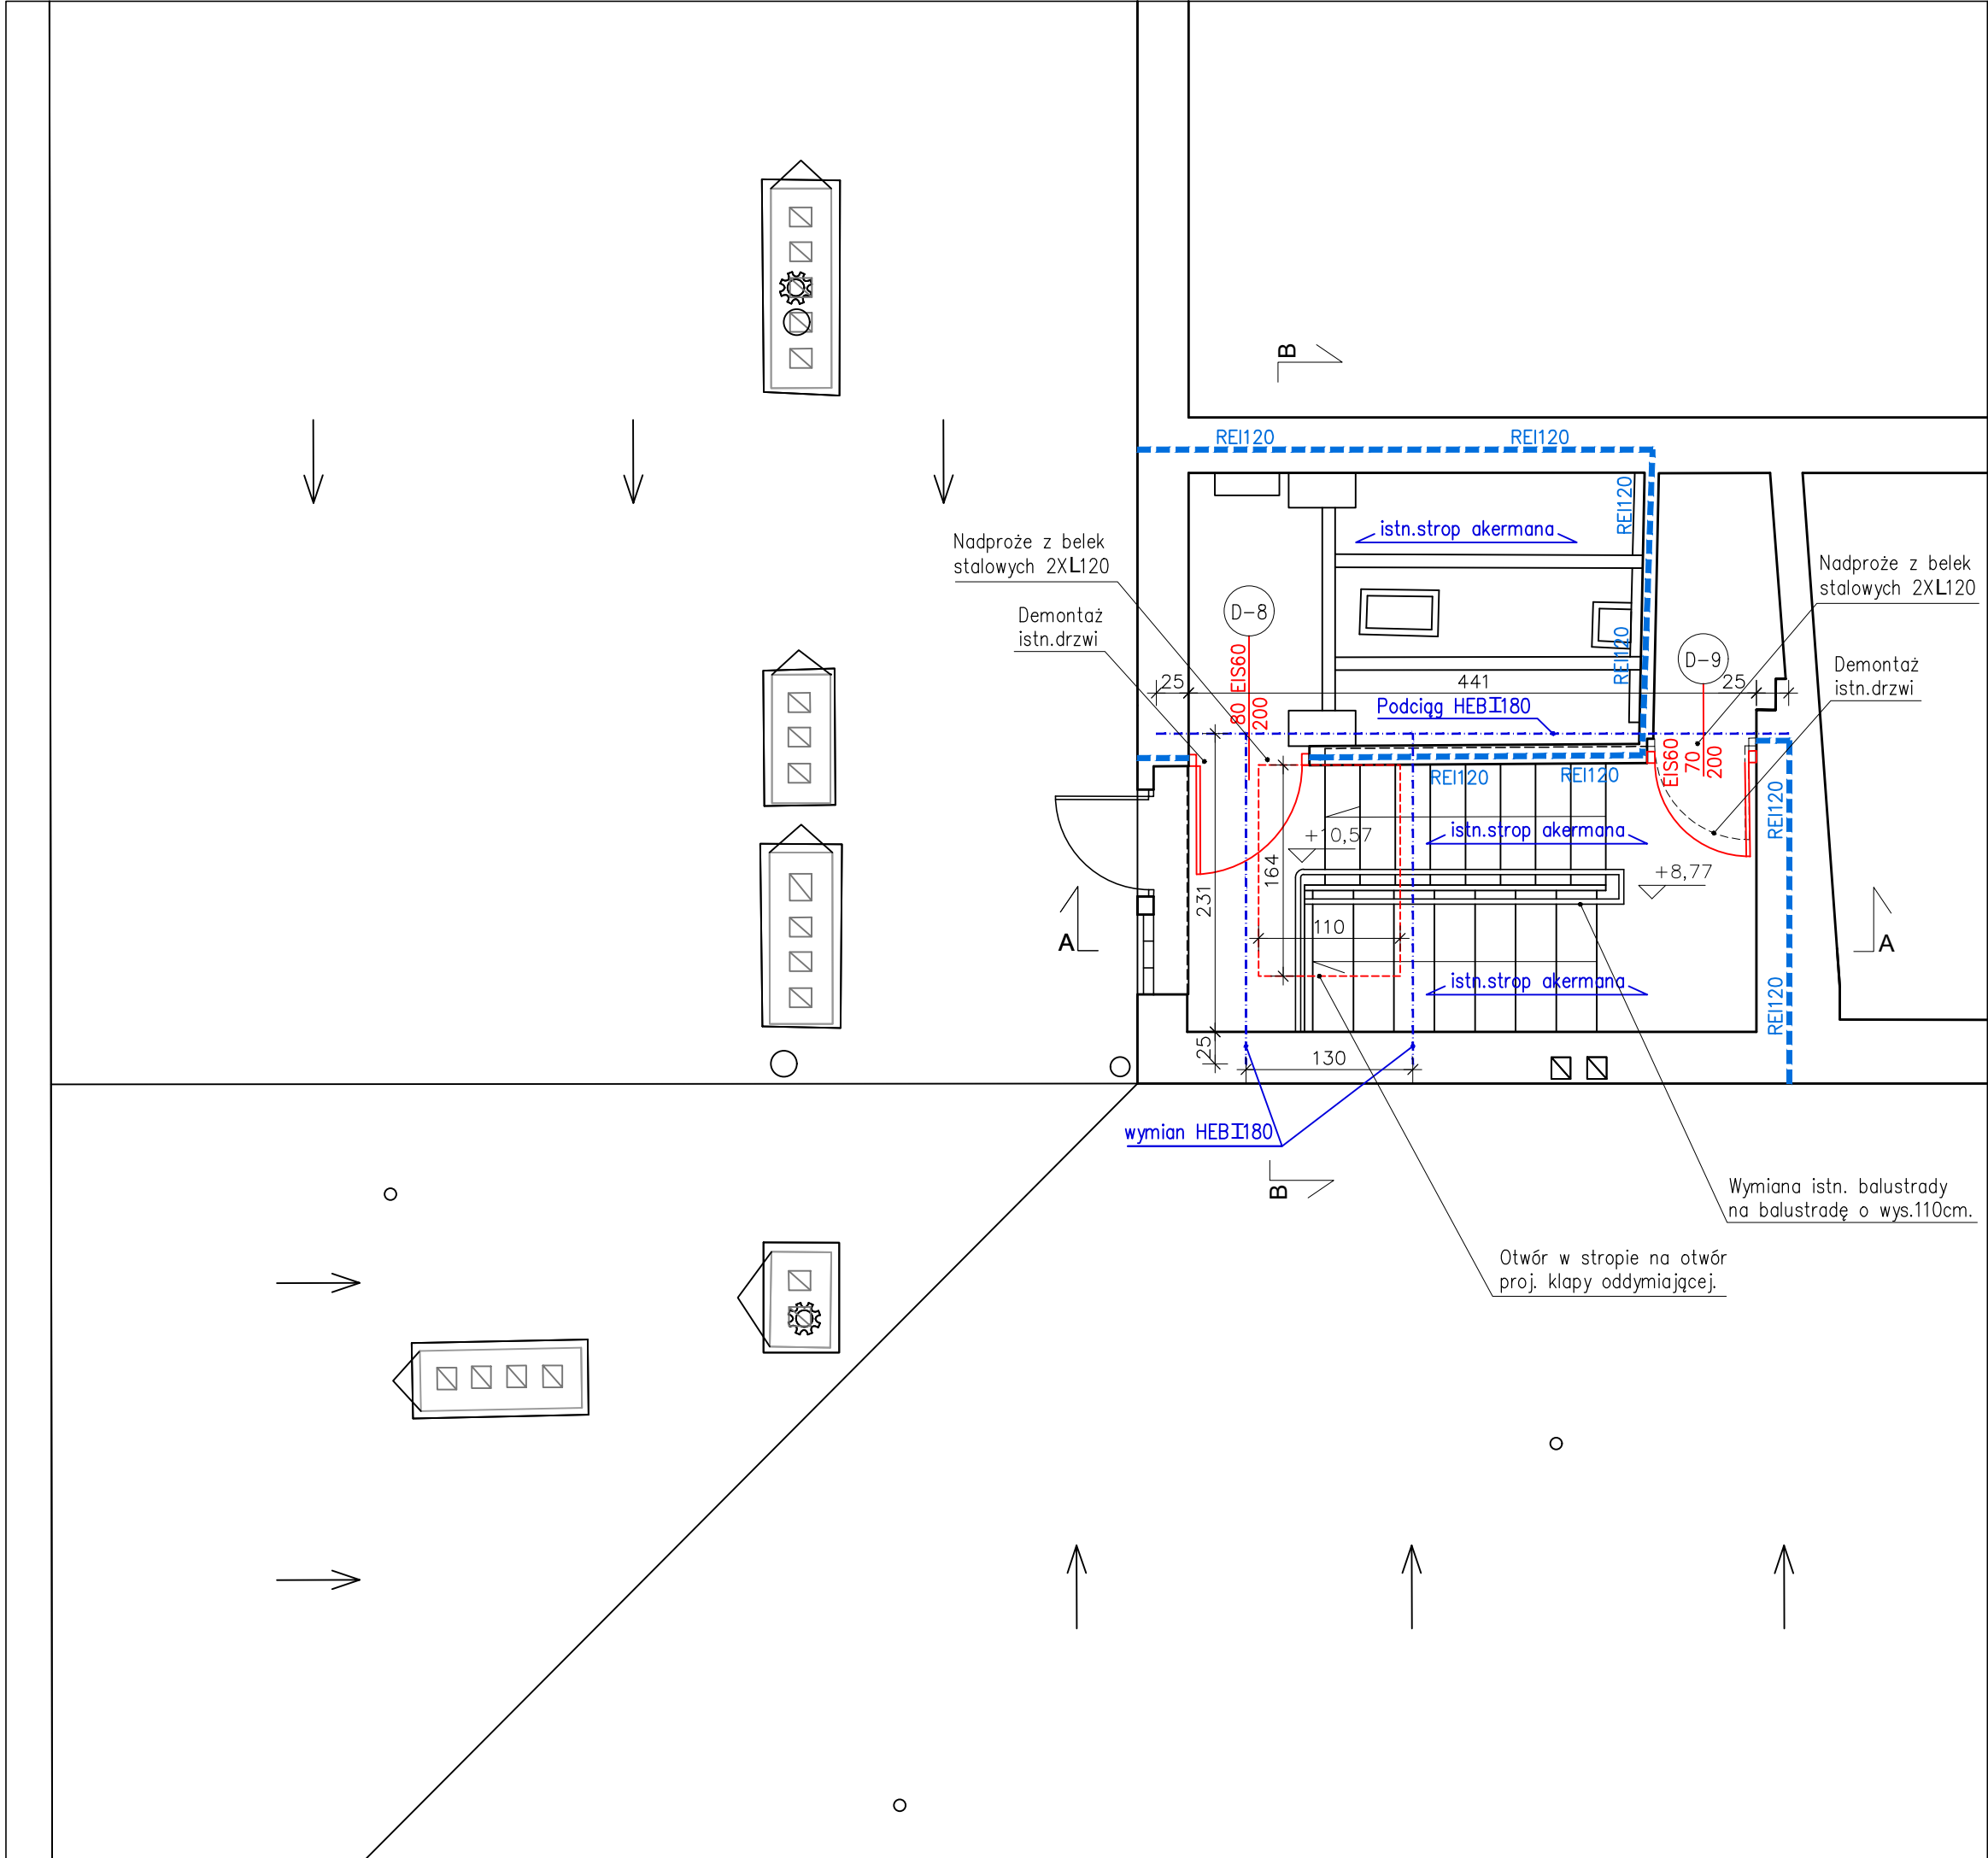 B
REI120
REI120
REI120
istn.strop akermana
Nadproże z belek
stalowych 2XL120
Nadproże z belek
stalowych 2XL120
D-8
Demontaż
istn.drzwi
REI120
D-9
Demontaż
istn.drzwi
80 EIS60
200
25
441
25
Podciąg HEBI180
EIS60
70
200
REI120
REI120
REI120
+10,57
istn.strop akermana
164
231
+8,77
110
A
A
istn.strop akermana
REI120
25
130
wymian HEBI180
B
Wymiana istn. balustrady
na balustradę o wys.110cm.
Otwór w stropie na otwór
proj. klapy oddymiającej.